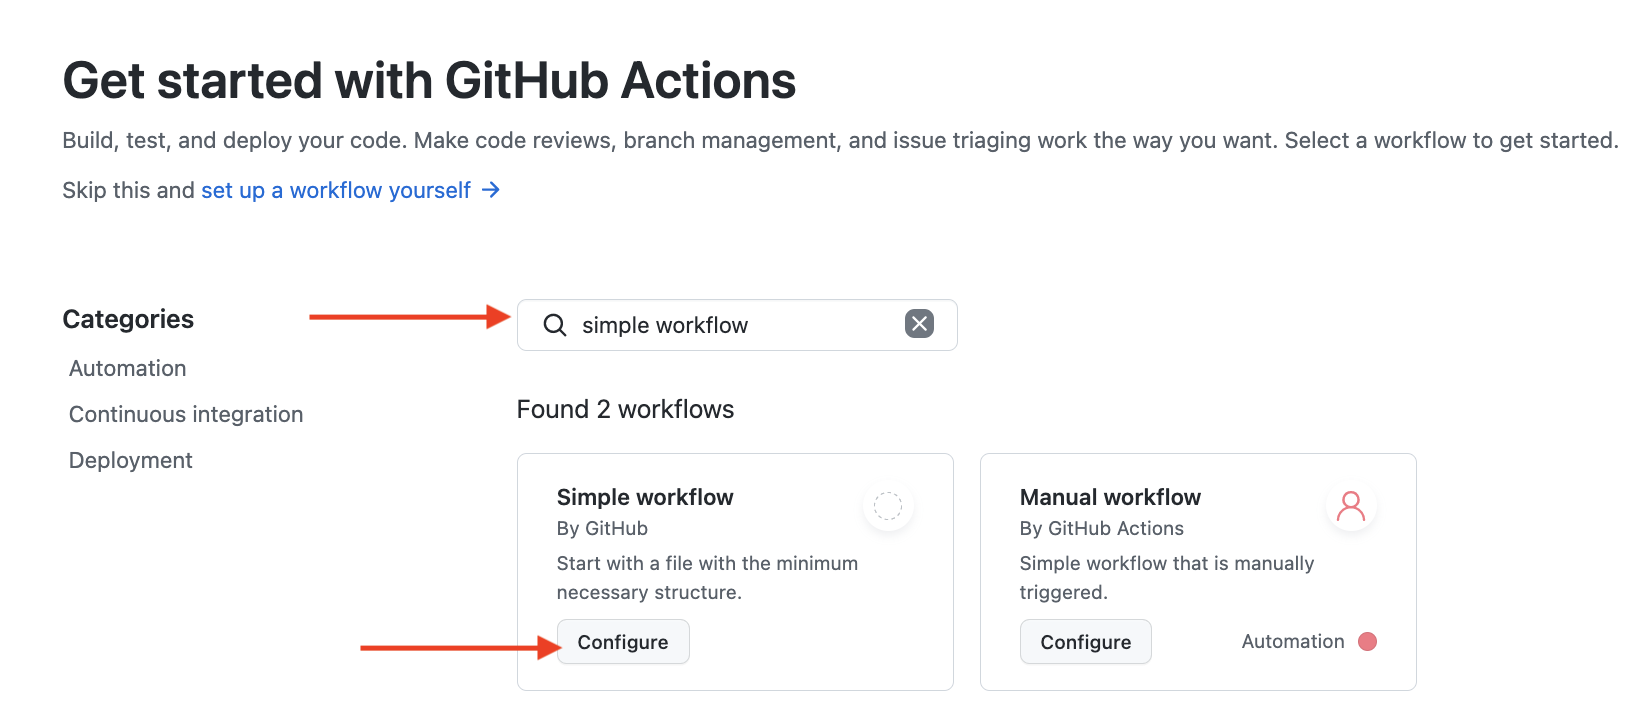 Get started with GitHub Actions
Build, test, and deploy your code. Make code reviews, branch management, and issue triaging work the way you want. Select a workflow to get started.
Skip this and set up a workflow yourself →
Categories
Automation
Continuous integration
Deployment
simple workflow
Found 2 workflows
Simple workflow
By GitHub
Start with a file with the minimum
necessary structure.
Configure
Manual workflow
By GitHub Actions
Simple workflow that is manually
triggered.
Configure
Automation